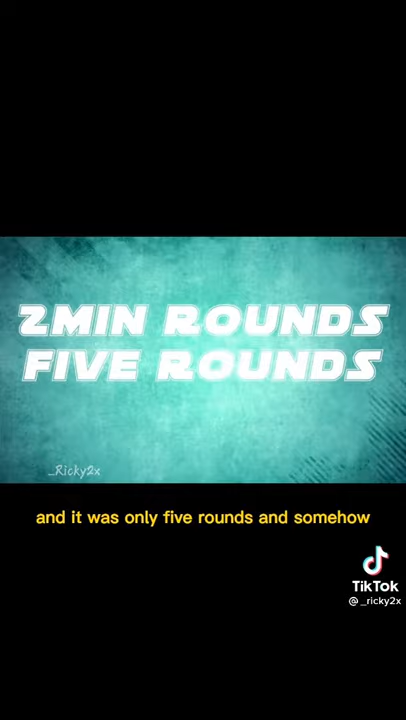 2MIN ROUNDS
FIVE ROUNDS
_Ricky2x
and it was only five rounds and somehow
TikTok
@_ricky2x